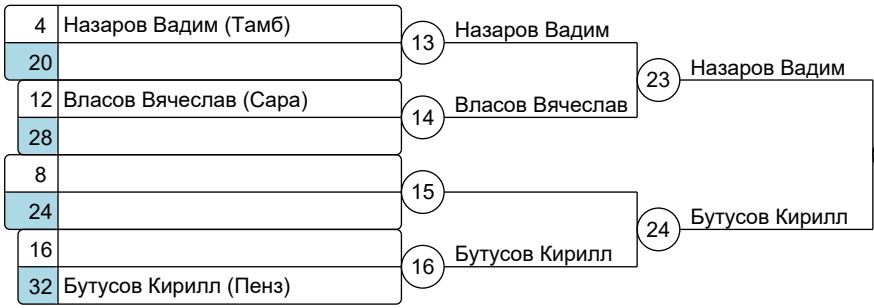 4 Назаров Вадим (Тамб)
20
13 Назаров Вадим
12 Власов Вячеслав (Сара)
28
14 Власов Вячеслав
23 Назаров Вадим
8
24
15
16
32 Бутусов Кирилл (Пенз)
16 Бутусов Кирилл
24 Бутусов Кирилл